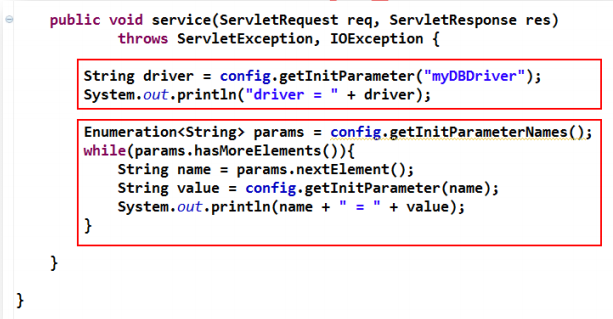 public void service(ServletRequest req, ServletResponse res)
throws ServletException, IOException {
String driver = config.getInitParameter("myDBDriver");
System.out.println("driver = " + driver);
Enumeration<String> params = config.getInitParameterNames();
while(params.hasMoreElements()){
String name = params.nextElement();
String value = config.getInitParameter(name);
System.out.println(name + " = " + value);
}
}
}